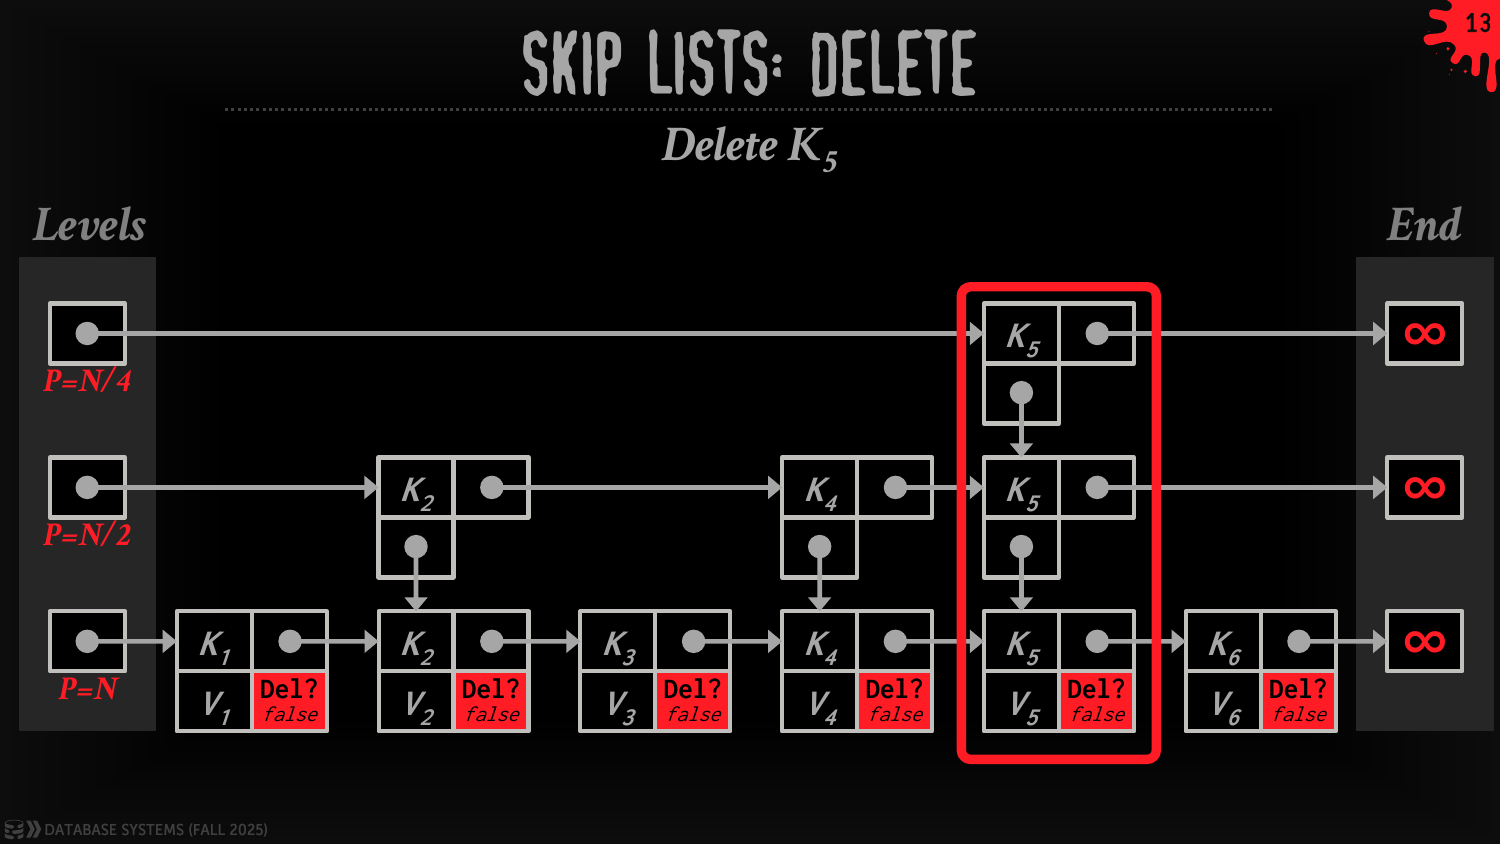 13
SKIP LISTS: DELETE
Delete K5
Levels
End
K5
∞
P=N/4
K2
K4
K5
∞
P=N/2
K1
K2
K3
K4
K5
K6
∞
P=N
V1
Del?
false
V2
Del?
false
V3
Del?
false
V4
Del?
false
V5
Del?
false
V6
Del?
false
DATABASE SYSTEMS (FALL 2025)